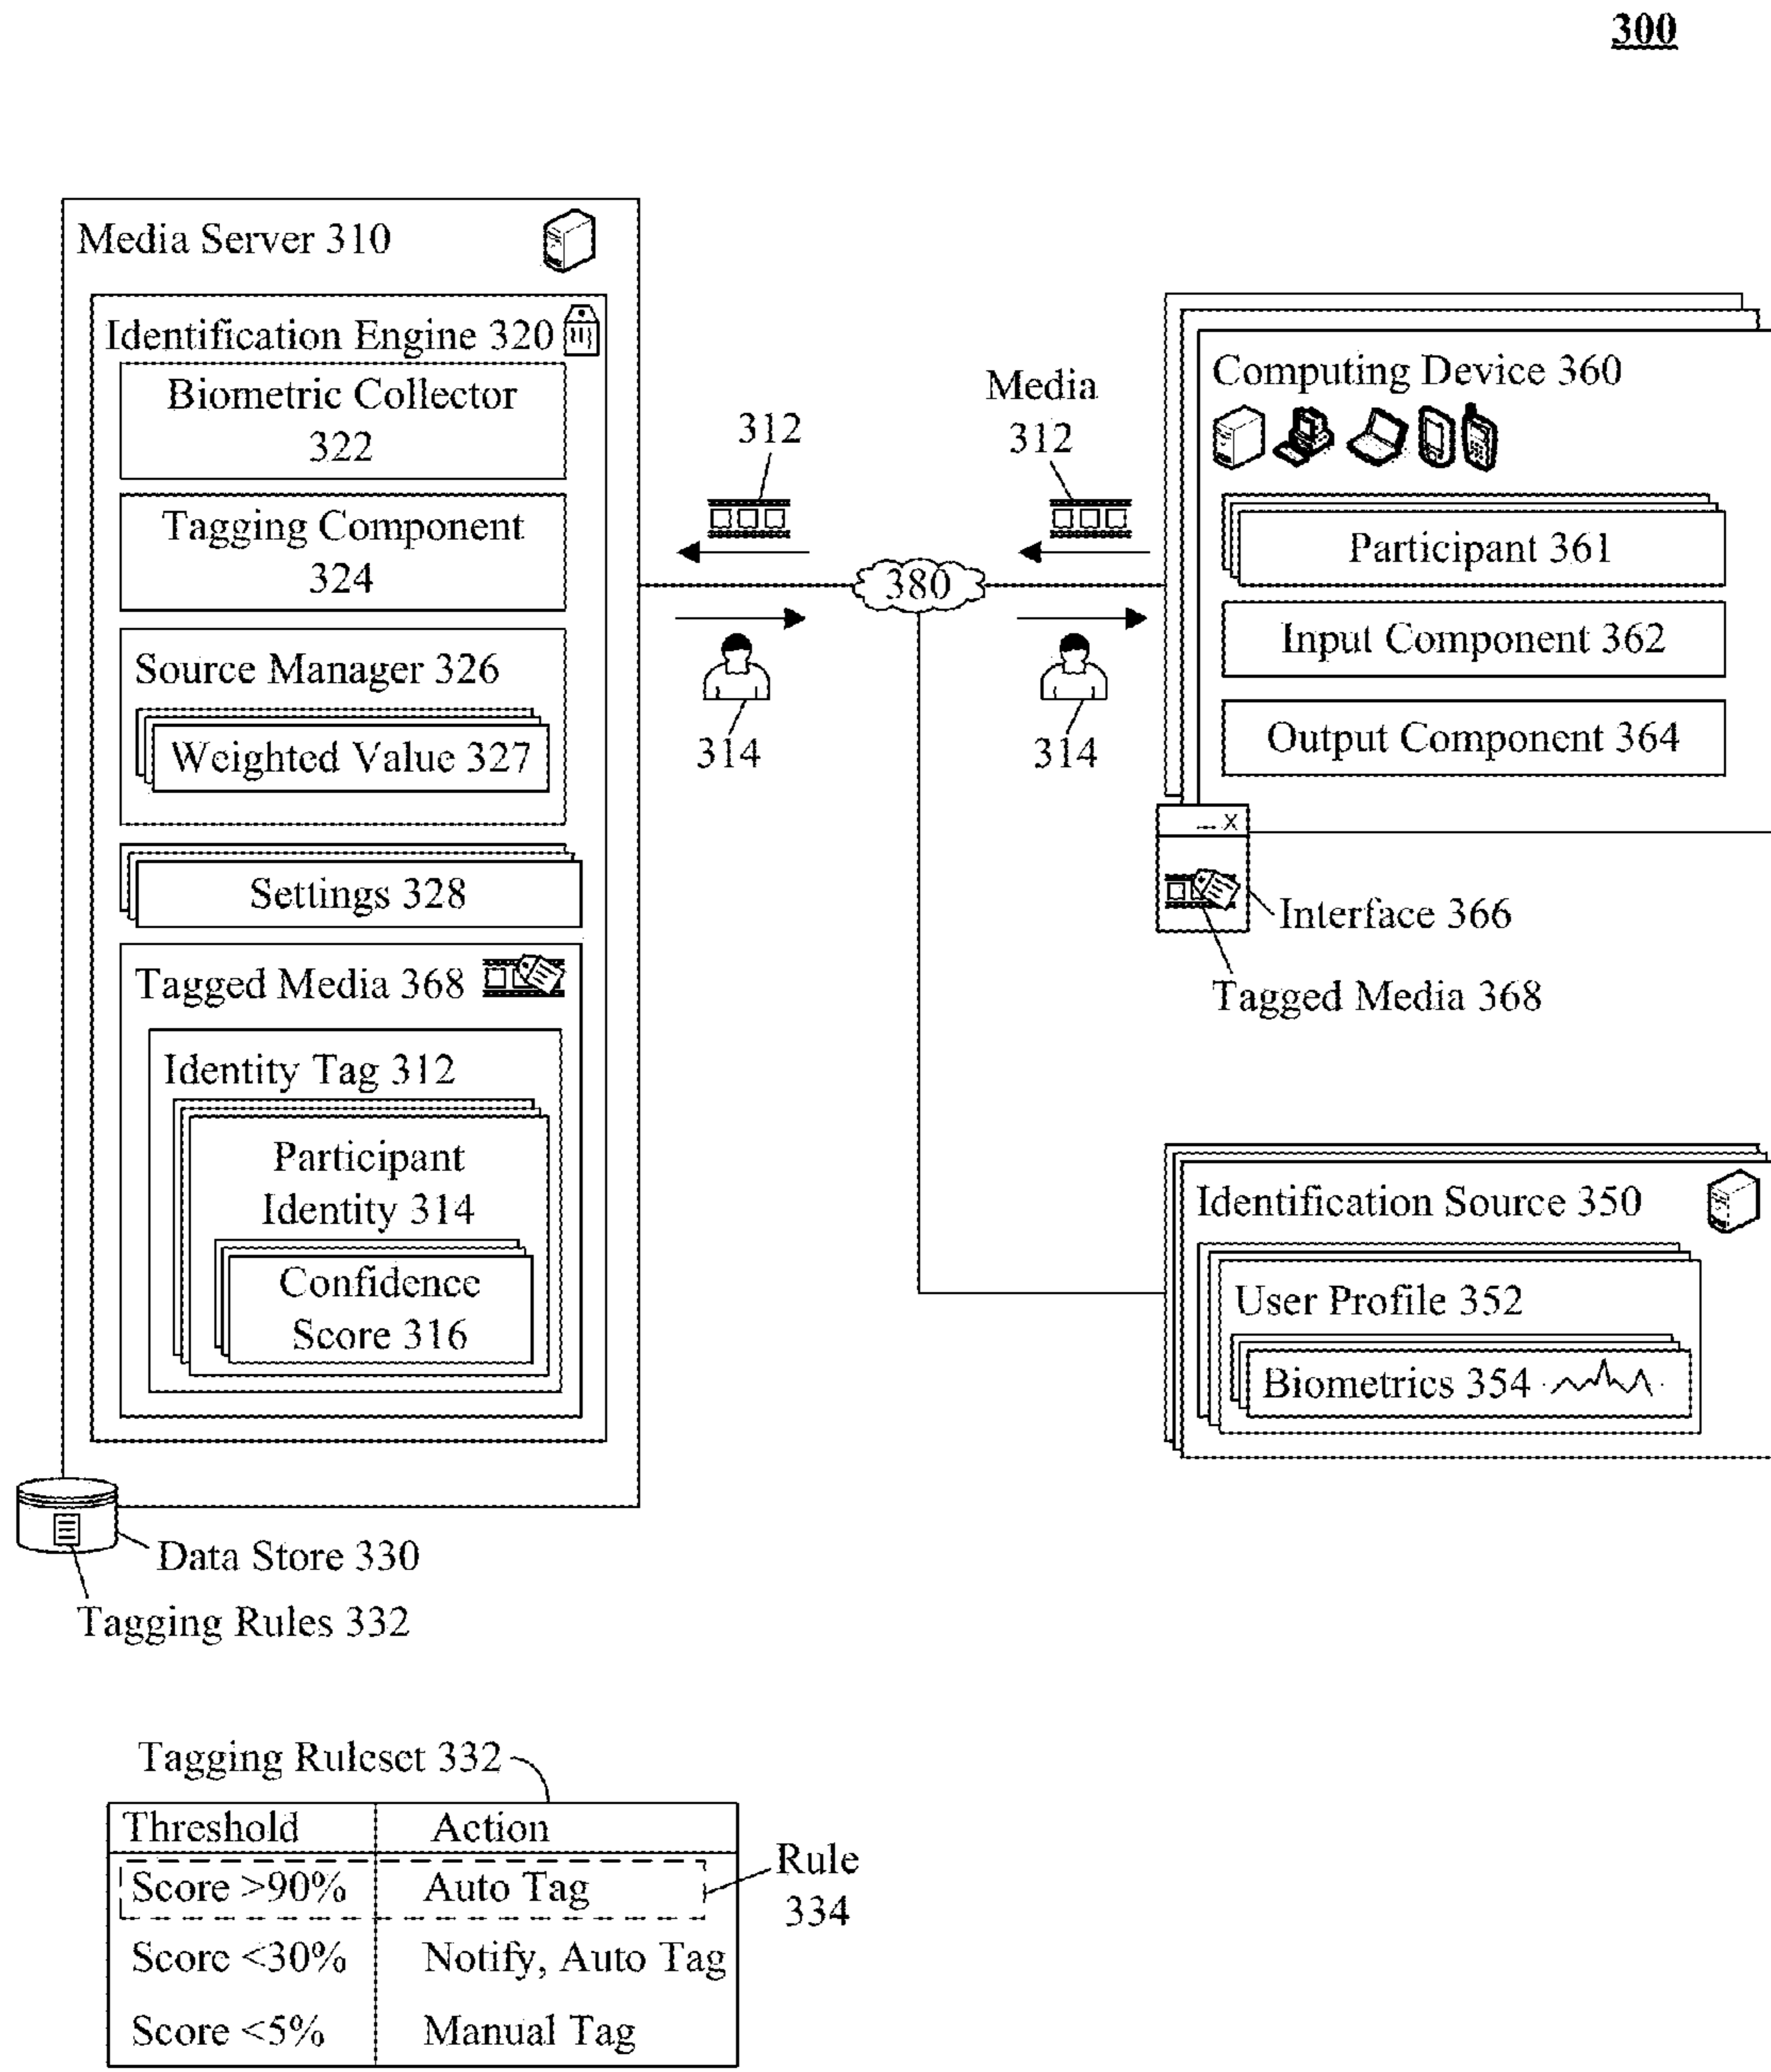 300
Media Server 310
Identification Engine 320
Biometric Collector
322
Tagging Component
324
Source Manager 326
Weighted Value 327
Settings 328
Tagged Media 368
Identity Tag 312
Participant
Identity 314
Confidence
Score 316
Data Store 330
Tagging Rules 332
312
Media
312
380
314
314
Computing Device 360
Participant 361
Input Component 362
Output Component 364
... X
Interface 366
Tagged Media 368
Identification Source 350
User Profile 352
Biometrics 354
Tagging Ruleset 332
Threshold Action
Score >90% Auto Tag
Rule
334
Score <30% Notify, Auto Tag
Score <5% Manual Tag